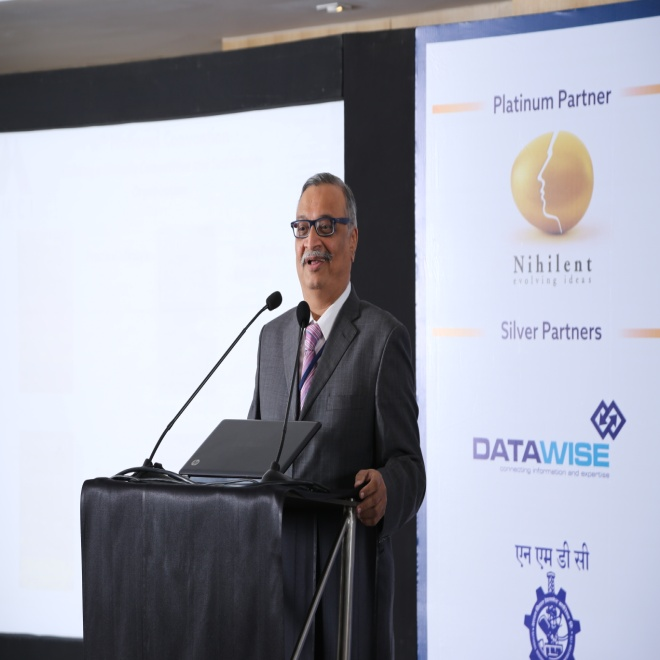 Platinum Partner
Nihilent
evolving ideas
Silver Partners
DATAWISE
connecting information and expertise
एन एम डी सी